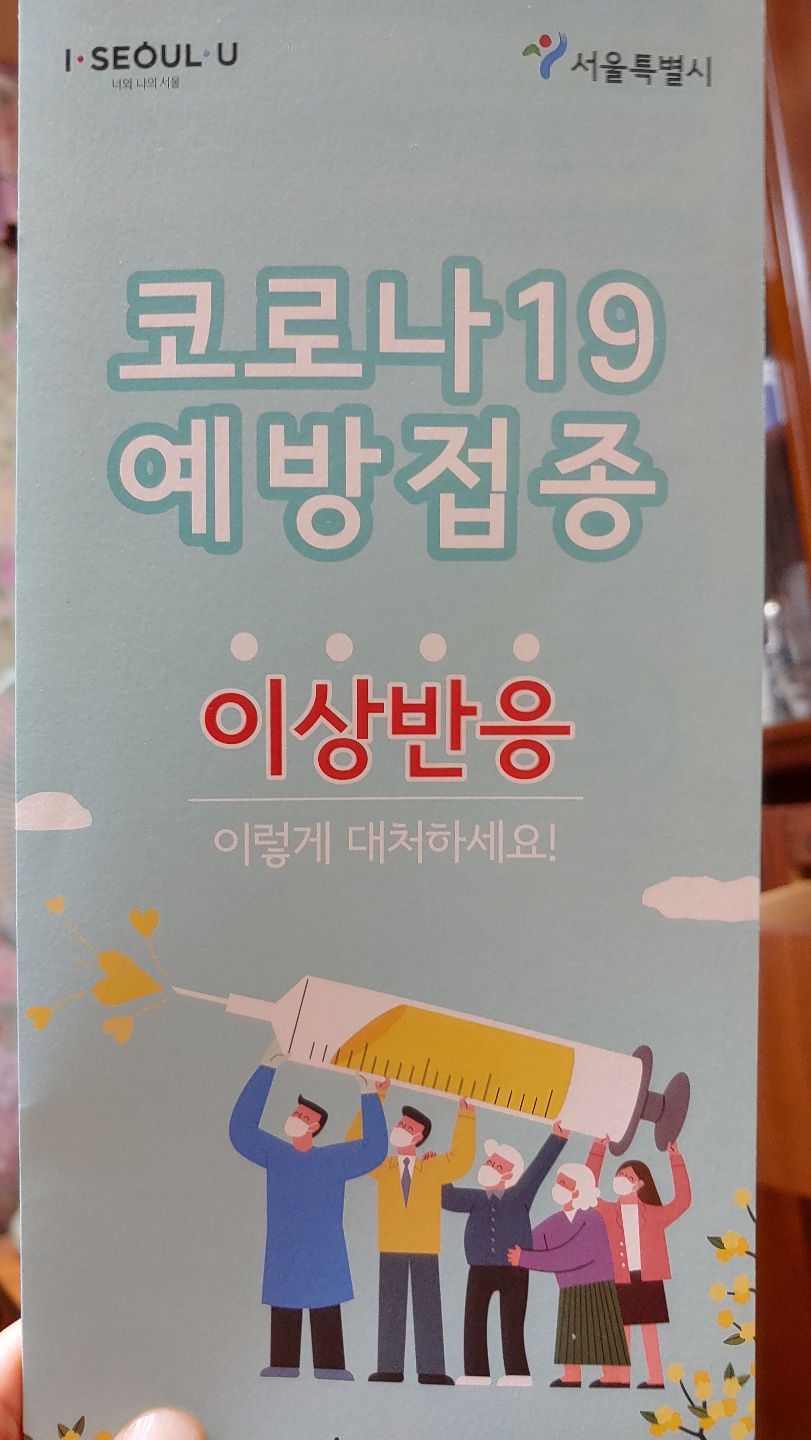 I·SEOUL·U
너와 나의 서울
서울특별시
코로나19
예방접종
이상반응
이렇게 대처하세요!